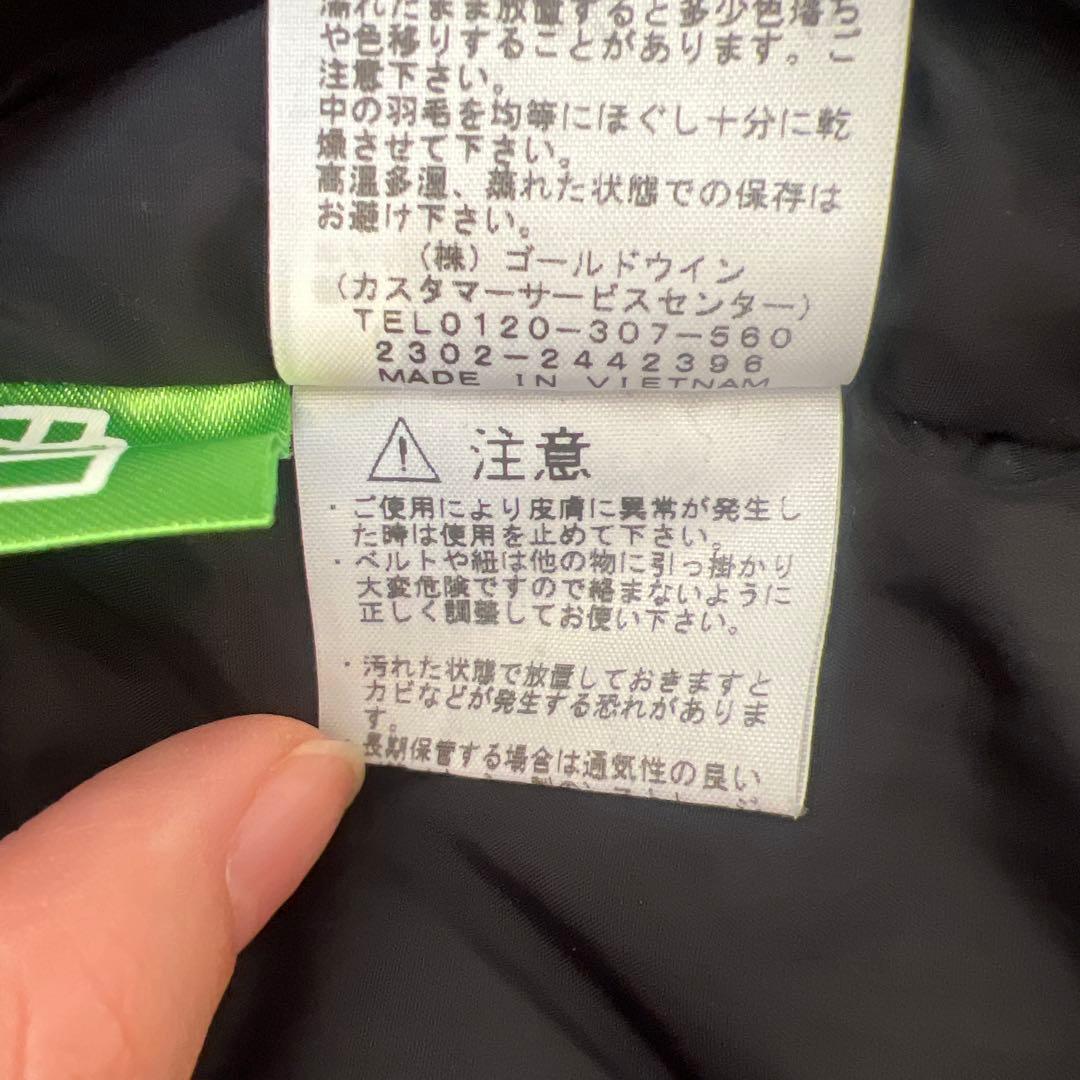 濡れたまま放置すると多少色落ち
や色移りすることがあります。ご
注意下さい。
中の羽毛を均等にほぐし十分に乾
燥させて下さい。
高温多湿、蒸れた状態での保存は
お避け下さい。
(株)ゴールドウイン
(カスタマーサービスセンター)
TEL0120-307-560
2302-2442396
MADE IN VIETNAM
注意
・ご使用により皮膚に異常が発生し
た時は使用を止めて下さい。
・ベルトや紐は他の物に引っ掛かり
大変危険ですので絡まないように
正しく調整してお使い下さい。
・汚れた状態で放置しておきますと
カビなどが発生する恐れがありま
す。
・長期保管する場合は通気性の良い